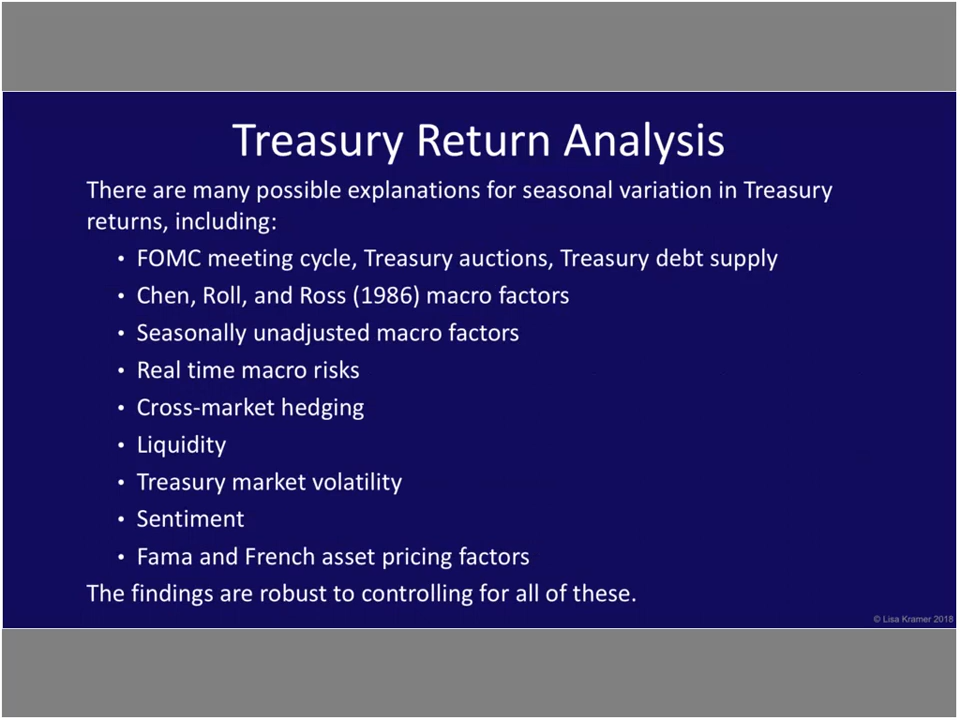 Treasury Return Analysis
There are many possible explanations for seasonal variation in Treasury
returns, including:
• FOMC meeting cycle, Treasury auctions, Treasury debt supply
• Chen, Roll, and Ross (1986) macro factors
• Seasonally unadjusted macro factors
• Real time macro risks
• Cross-market hedging
• Liquidity
• Treasury market volatility
• Sentiment
• Fama and French asset pricing factors
The findings are robust to controlling for all of these.
© Lisa Kramer 2018